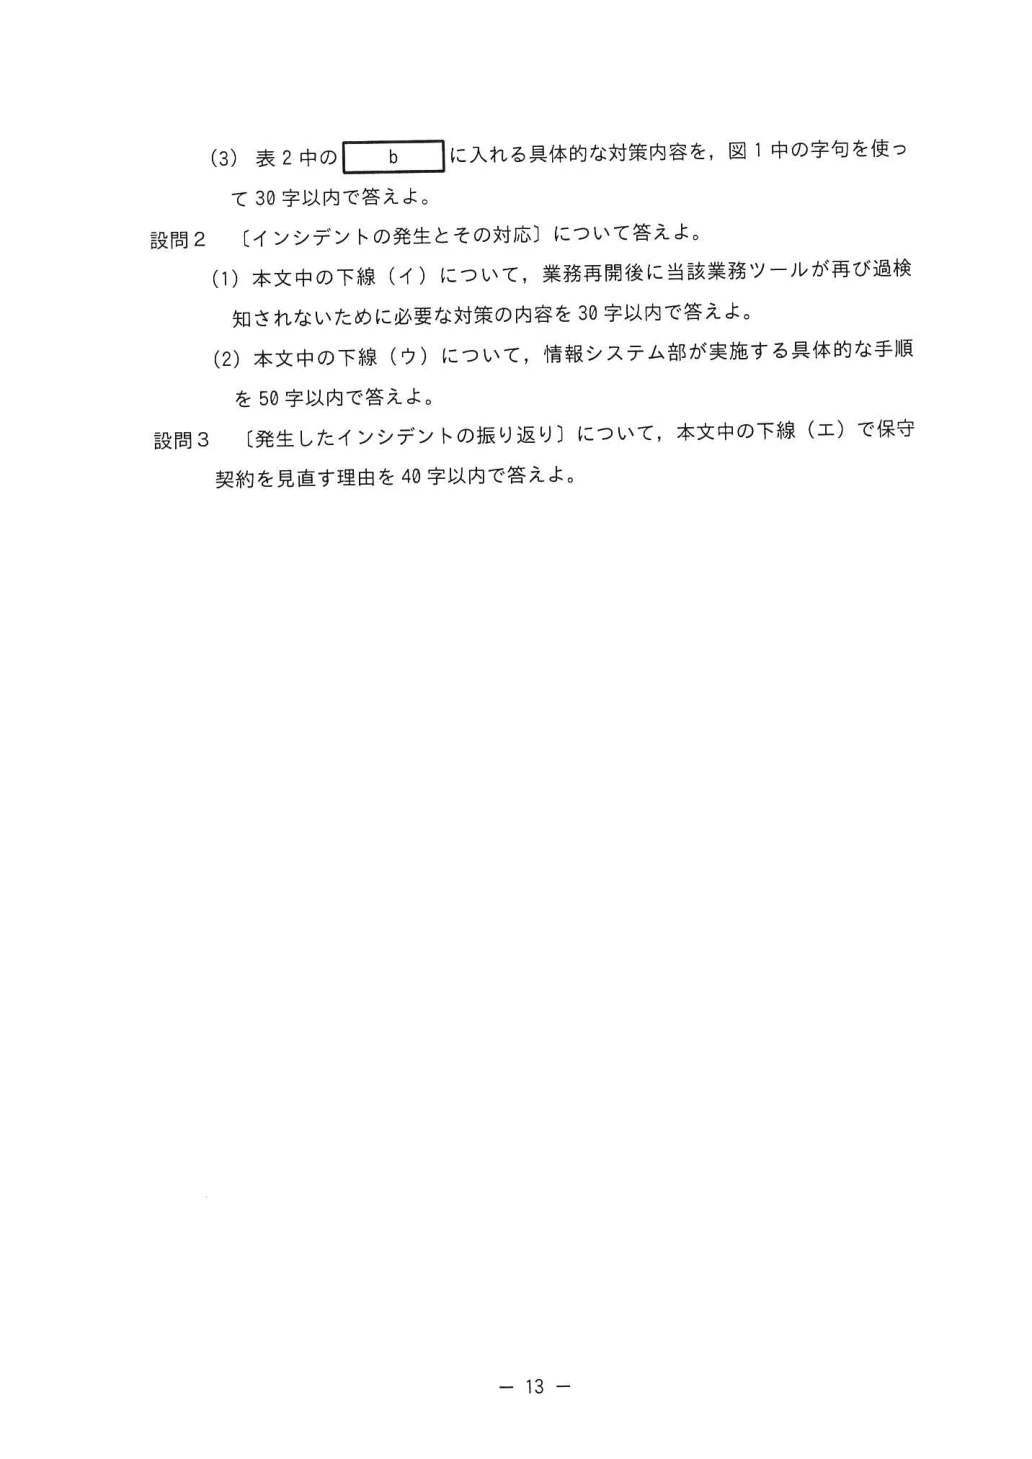 (3) 表2中の b に入れる具体的な対策内容を，図1中の字句を使っ
て30字以内で答えよ。
設問2 〔インシデントの発生とその対応〕について答えよ。
(1) 本文中の下線（イ）について，業務再開後に当該業務ツールが再び過検
知されないために必要な対策の内容を30字以内で答えよ。
(2) 本文中の下線（ウ）について，情報システム部が実施する具体的な手順
を50字以内で答えよ。
設問3 〔発生したインシデントの振り返り〕について，本文中の下線（エ）で保守
契約を見直す理由を40字以内で答えよ。
－ 13 －